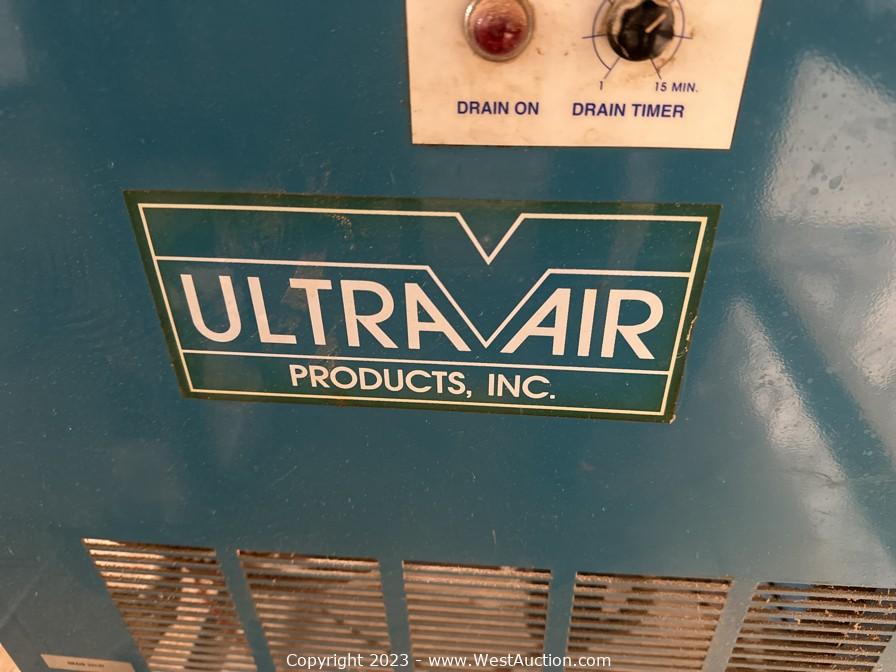 DRAIN ON
1 15 MIN.
DRAIN TIMER
ULTRA AIR
PRODUCTS, INC.
Copyright 2023 - www.WestAuction.com